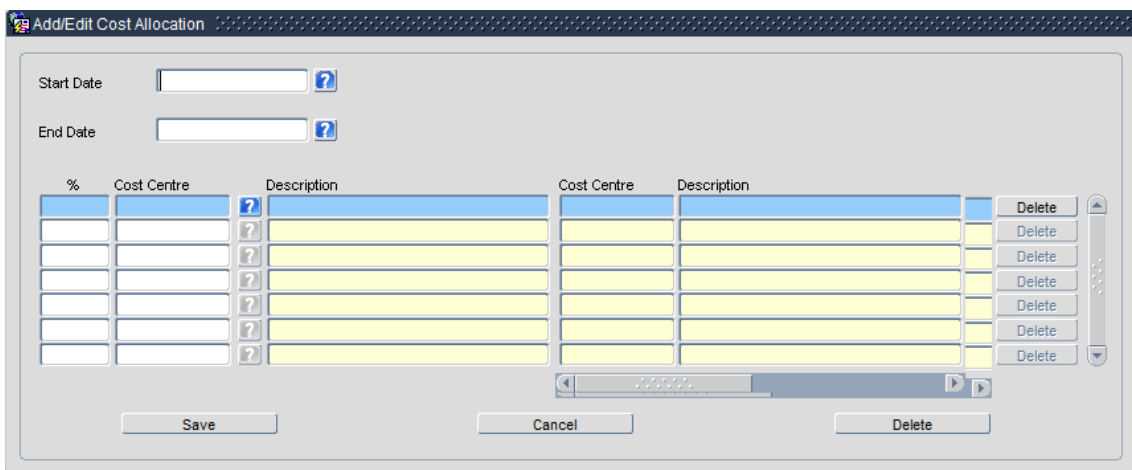 Add/Edit Cost Allocation
Start Date ?
End Date ?
% Cost Centre Description Cost Centre Description
? Delete
? Delete
? Delete
? Delete
? Delete
? Delete
? Delete
Save Cancel Delete